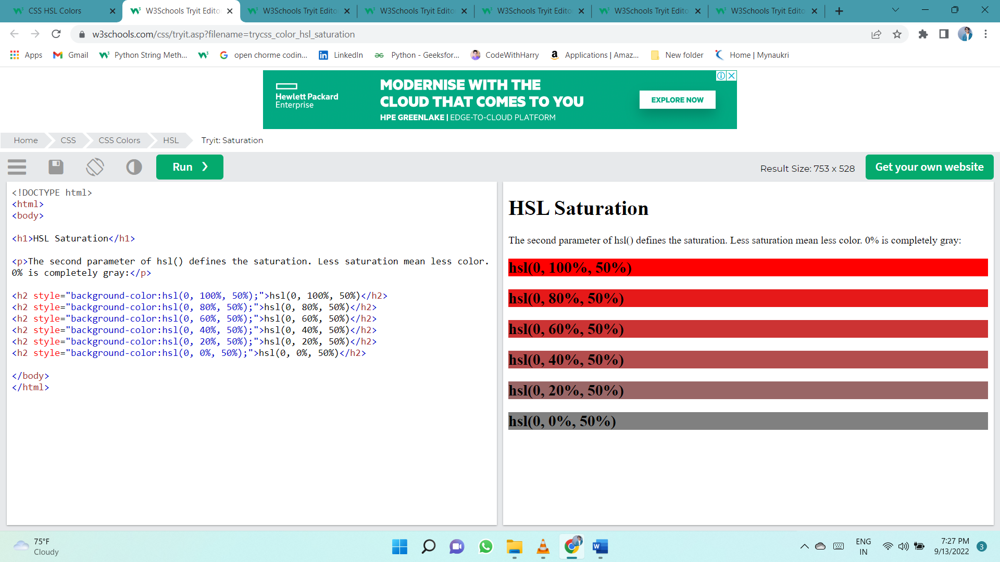 CSS HSL Colors
W3Schools Tryit Edito
W3Schools Tryit Edito
W3Schools Tryit Edito
W3Schools Tryit Edito
W3Schools Tryit Edito
W3Schools Tryit Edito
w3schools.com/css/tryit.asp?filename=trycss_color_hsl_saturation
Apps
Gmail
Python String Meth...
open chorme codin...
LinkedIn
Python - Geeksfor...
CodeWithHarry
Applications | Amaz...
New folder
Home | Mynaukri
Hewlett Packard
Enterprise
MODERNISE WITH THE
CLOUD THAT COMES TO YOU
HPE GREENLAKE | EDGE-TO-CLOUD PLATFORM
EXPLORE NOW
Home
CSS
CSS Colors
HSL
Tryit: Saturation
Run ❯
Result Size: 753 x 528
Get your own website
<!DOCTYPE html>
<html>
<body>
<h1>HSL Saturation</h1>
<p>The second parameter of hsl() defines the saturation. Less saturation mean less color.
0% is completely gray:</p>
<h2 style="background-color:hsl(0, 100%, 50%);">hsl(0, 100%, 50%)</h2>
<h2 style="background-color:hsl(0, 80%, 50%);">hsl(0, 80%, 50%)</h2>
<h2 style="background-color:hsl(0, 60%, 50%);">hsl(0, 60%, 50%)</h2>
<h2 style="background-color:hsl(0, 40%, 50%);">hsl(0, 40%, 50%)</h2>
<h2 style="background-color:hsl(0, 20%, 50%);">hsl(0, 20%, 50%)</h2>
<h2 style="background-color:hsl(0, 0%, 50%);">hsl(0, 0%, 50%)</h2>
</body>
</html>
HSL Saturation
The second parameter of hsl() defines the saturation. Less saturation mean less color. 0% is completely gray:
hsl(0, 100%, 50%)
hsl(0, 80%, 50%)
hsl(0, 60%, 50%)
hsl(0, 40%, 50%)
hsl(0, 20%, 50%)
hsl(0, 0%, 50%)
75°F
Cloudy
ENG
IN
7:27 PM
9/13/2022
3